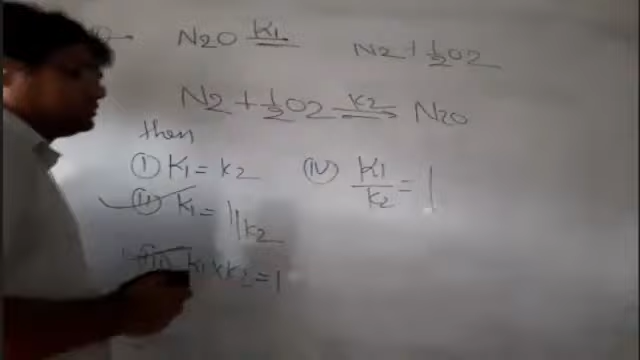 N2O K1 N2 + 1/2 O2
N2 + 1/2 O2 K2 N2O
then
(I) K1 = K2
(II) K1 = 1/K2
(III) K1 x K2 = 1
(IV) K1/K2 = 1